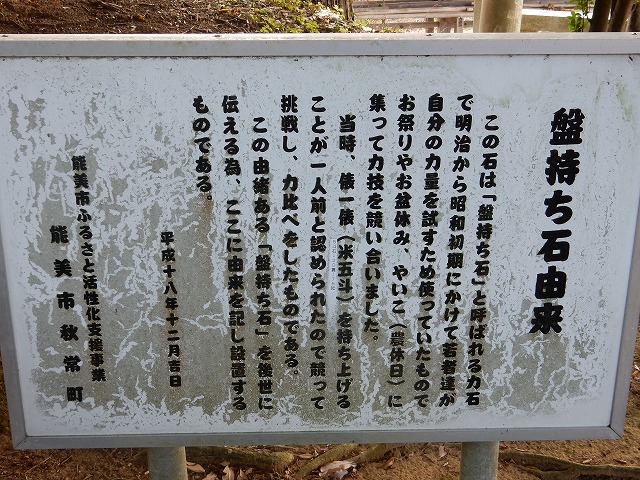 盤持ち石由来
この石は「盤持ち石」と呼ばれる力石
で明治から昭和初期にかけて若者達が
自分の力量を試すため使っていたもので
お祭りやお盆休み、やいこ（農休日）に
集って力技を競い合いました。
当時、俵一俵（米五斗）を持ち上げる
ことが一人前と認められたので競って
挑戦し、力比べをしたものである。
この由緒ある「盤持ち石」を後世に
伝える為、ここに由来を記し設置する
ものである。
平成十八年十二月吉日
能美市ふるさと活性化支援事業
能美市秋常町